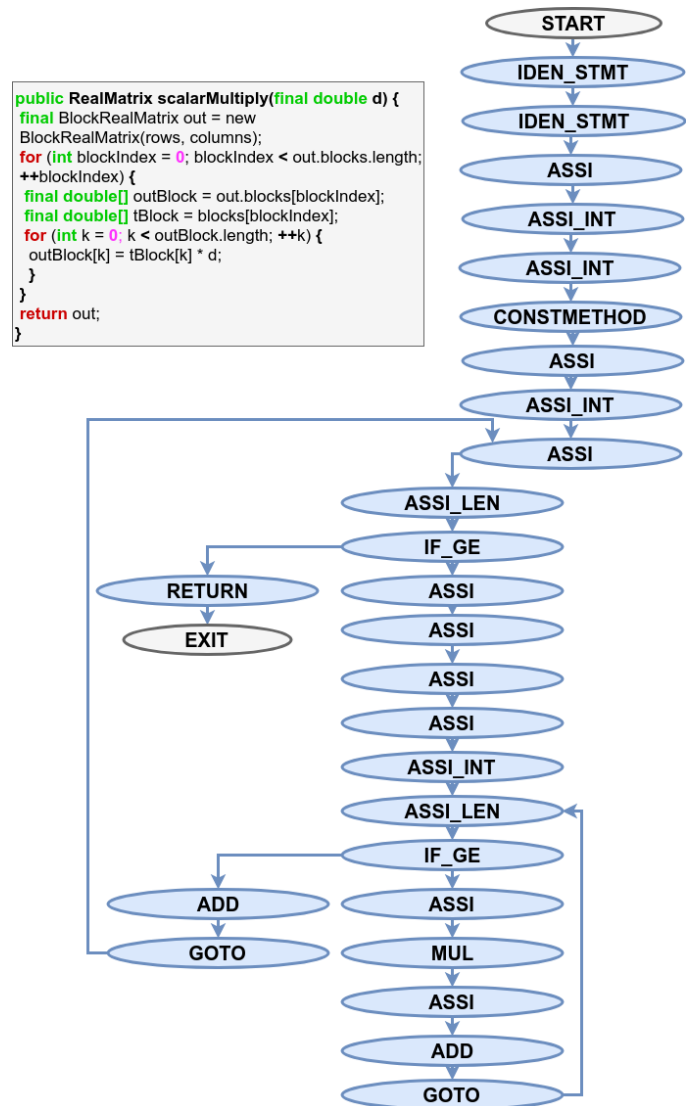 START
IDEN_STMT
IDEN_STMT
ASSI
ASSI_INT
ASSI_INT
CONSTMETHOD
ASSI
ASSI_INT
ASSI
public RealMatrix scalarMultiply(final double d) {
final BlockRealMatrix out = new
BlockRealMatrix(rows, columns);
for (int blockIndex = 0; blockIndex < out.blocks.length;
++blockIndex) {
final double[] outBlock = out.blocks[blockIndex];
final double[] tBlock = blocks[blockIndex];
for (int k = 0; k < outBlock.length; ++k) {
outBlock[k] = tBlock[k] * d;
}
}
return out;
}
ASSI_LEN
IF_GE
RETURN
EXIT
ASSI
ASSI
ASSI
ASSI
ASSI_INT
ASSI_LEN
IF_GE
ADD
GOTO
ASSI
MUL
ASSI
ADD
GOTO